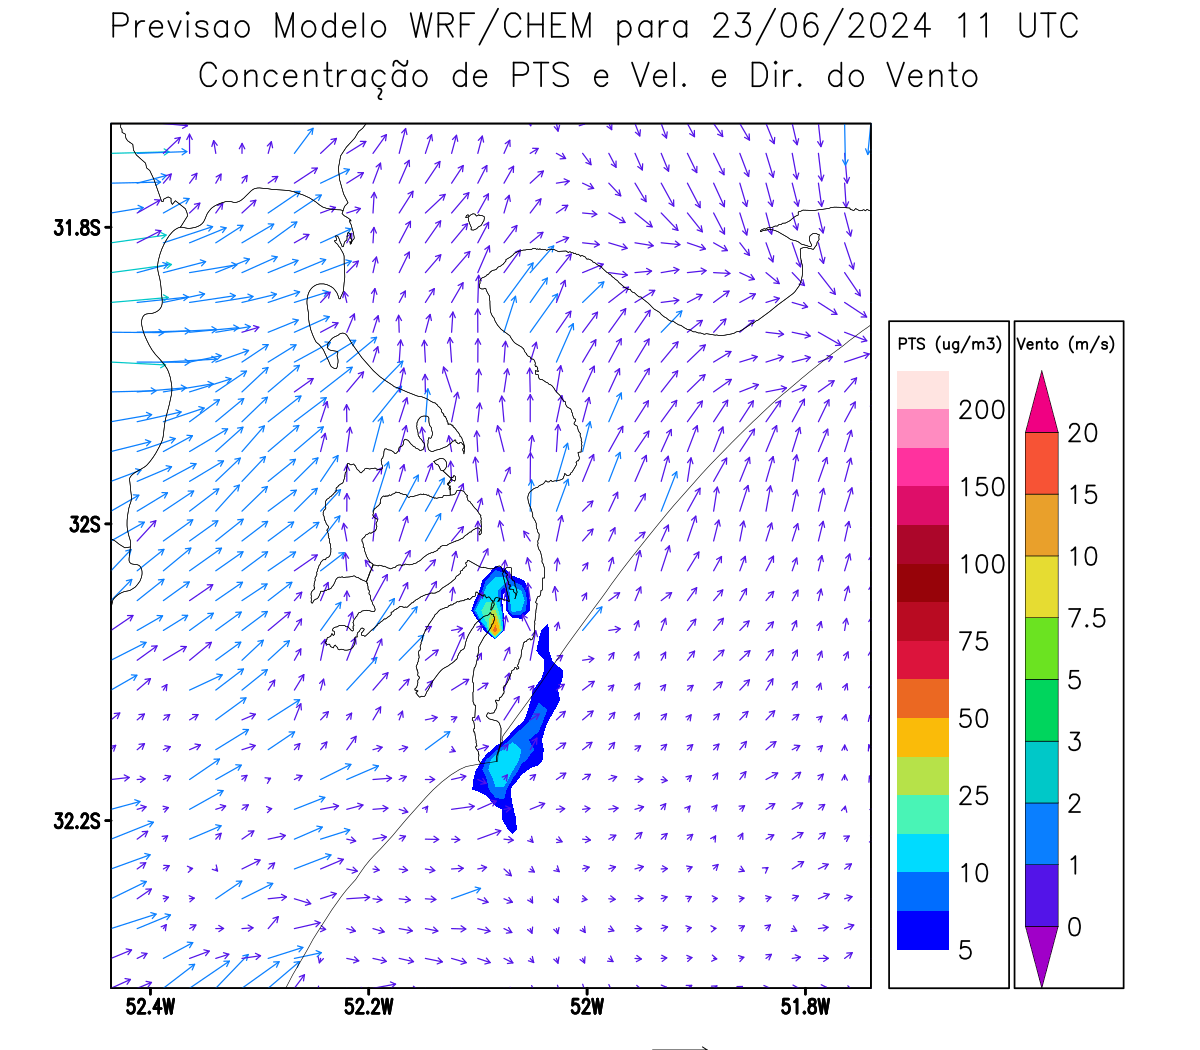 Previsao Modelo WRF/CHEM para 23/06/2024 11 UTC
Concentração de PTS e Vel. e Dir. do Vento
31.8S
32S
32.2S
52.4W
52.2W
52W
51.8W
PTS (ug/m3)
200
150
100
75
50
25
10
5
Vento (m/s)
20
15
10
7.5
5
3
2
1
0